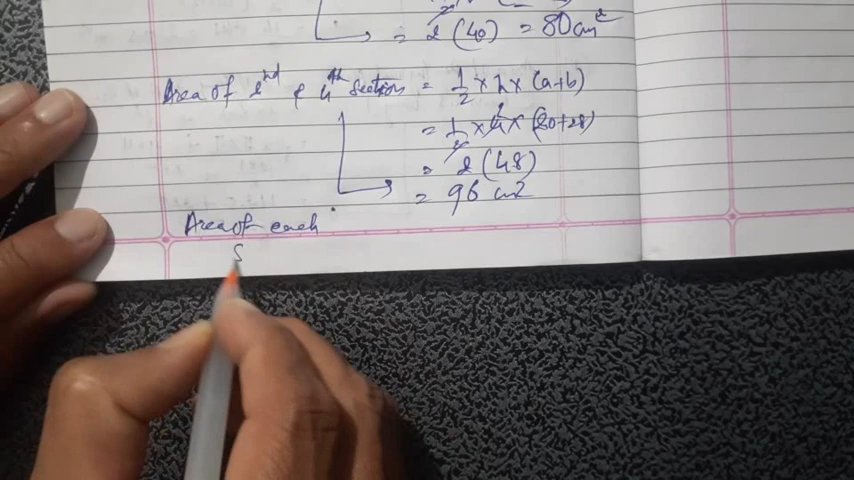 = 2 (40) = 80cm²
Area of 2nd & 4th Section = 1/2 × h × (a+b)
= 1/2 × 4 × (20+28)
= 2 (48)
= 96 cm²
Area of each
S